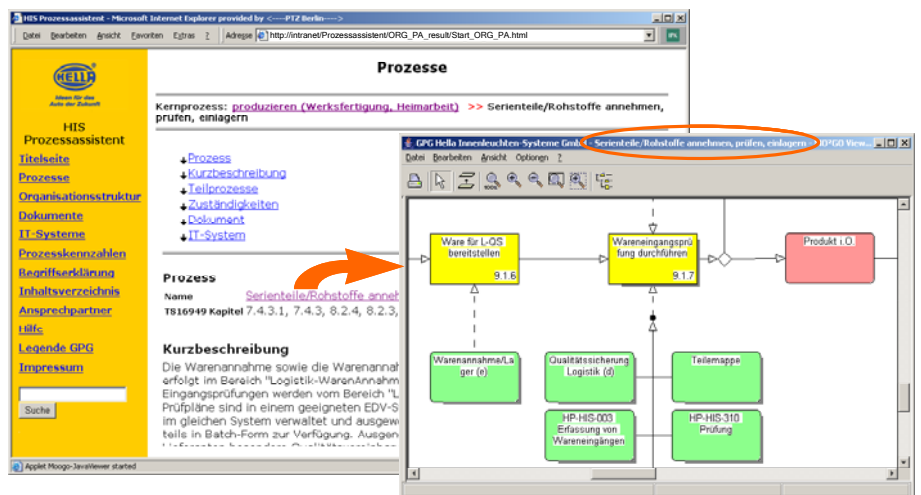 HIS Prozessassistent - Microsoft Internet Explorer provided by <----PTZ Berlin---->
Datei Bearbeiten Ansicht Favoriten Extras ? Adresse http://intranet/Prozessassistent/ORG_PA_result/Start_ORG_PA.html
HELLA
Ideen für das
Auto der Zukunft
HIS
Prozessassistent
Titelseite
Prozesse
Organisationsstruktur
Dokumente
IT-Systeme
Prozesskennzahlen
Begriffserklärung
Inhaltsverzeichnis
Ansprechpartner
Hilfe
Legende GPG
Impressum
Suche
Prozesse
Kernprozess: produzieren (Werksfertigung, Heimarbeit) >> Serienteile/Rohstoffe annehmen,
prüfen, einlagern
Prozess
Kurzbeschreibung
Teilprozesse
Zuständigkeiten
Dokument
IT-System
Prozess
Name Serienteile/Rohstoffe anneh
TS16949 Kapitel 7.4.3.1, 7.4.3, 8.2.4, 8.2.3,
Kurzbeschreibung
Die Warenannahme sowie die Warenannah
erfolgt im Bereich "Logistik-WarenAnnahm
Eingangsprüfungen werden vom Bereich "L
Prüfpläne sind in einem geeigneten EDV-S
im gleichen System verwaltet und ausgew
teils in Batch-Form zur Verfügung. Ausgen
Applet Moogo-JavaViewer started
GPG Hella Innenleuchten-Systeme GmbH - Serienteile/Rohstoffe annehmen, prüfen, einlagern - MO²GO View...
Datei Bearbeiten Ansicht Optionen ?
100%
Ware für L-QS
bereitstellen
9.1.6
Wareneingangsprü
fung durchführen
9.1.7
Produkt i.O.
Warenannahme/La
ger (e)
Qualitätssicherung
Logistik (d)
Teilemappe
HP-HIS-003
Erfassung von
Wareneingängen
HP-HIS-310
Prüfung